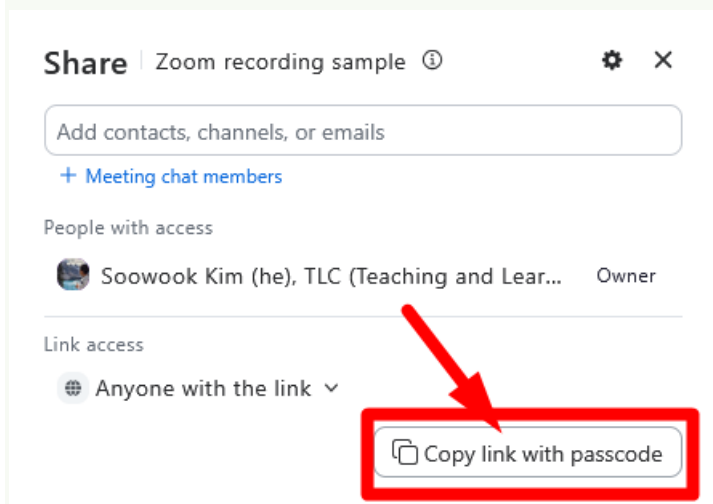 Share Zoom recording sample
Add contacts, channels, or emails
+ Meeting chat members
People with access
Soowook Kim (he), TLC (Teaching and Lear... Owner
Link access
Anyone with the link
Copy link with passcode